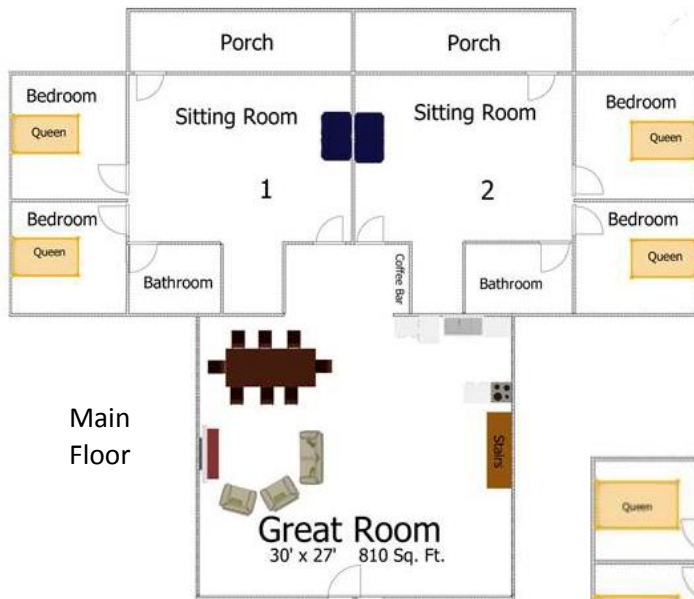 Porch
Porch
Bedroom
Queen
Sitting Room
1
Sitting Room
2
Bedroom
Queen
Bedroom
Queen
Bathroom
Coffee Bar
Bathroom
Bedroom
Queen
Main
Floor
Stairs
Great Room
30' x 27' 810 Sq. Ft.
Queen